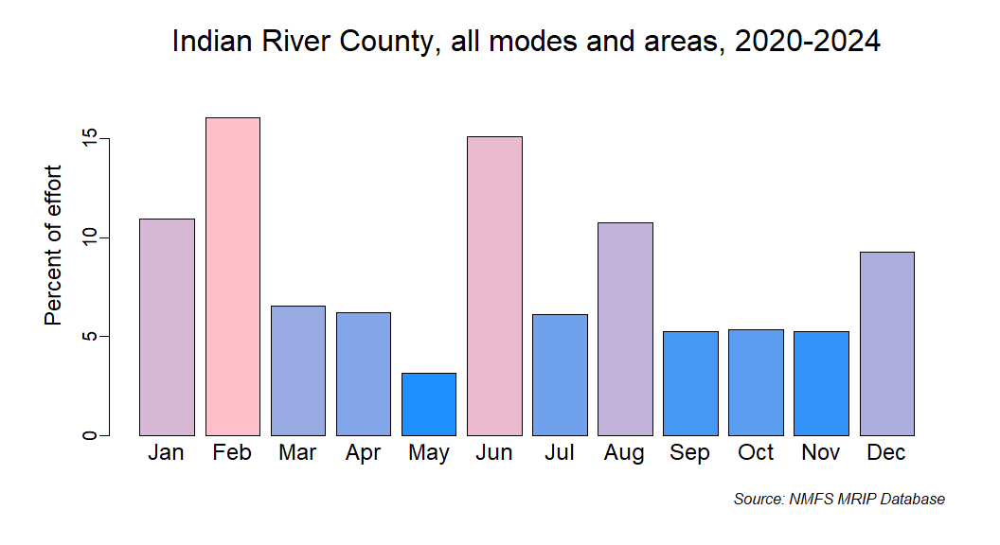 Indian River County, all modes and areas, 2020-2024
Percent of effort
15
10
5
0
Jan Feb Mar Apr May Jun Jul Aug Sep Oct Nov Dec
Source: NMFS MRIP Database